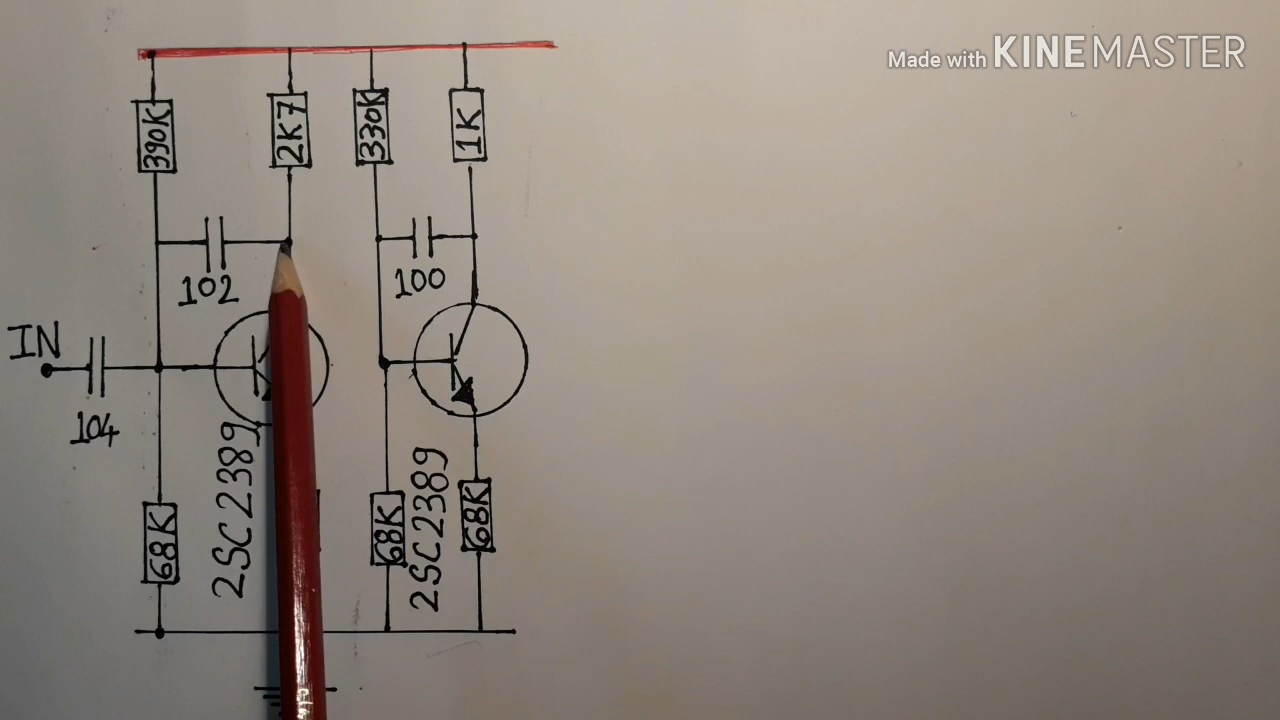 Made with KINEMASTER
390K
2K7
330K
1K
102
100
IN
104
2SC2389
2SC2389
68K
68K
68K